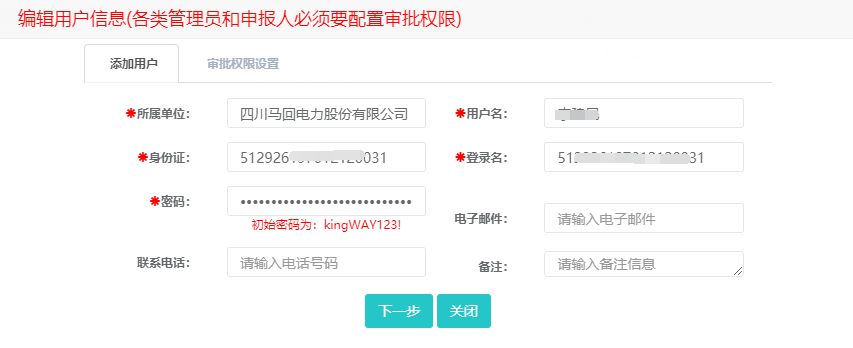 编辑用户信息(各类管理员和申报人必须要配置审批权限)
添加用户 审批权限设置
✱所属单位： 四川马回电力股份有限公司 ✱用户名：
✱身份证： 512926 0031 ✱登录名： 51 31
✱密码： ••••••••••••••••••••••••••••
初始密码为：kingWAY123!
电子邮件： 请输入电子邮件
联系电话： 请输入电话号码 备注： 请输入备注信息
下一步 关闭